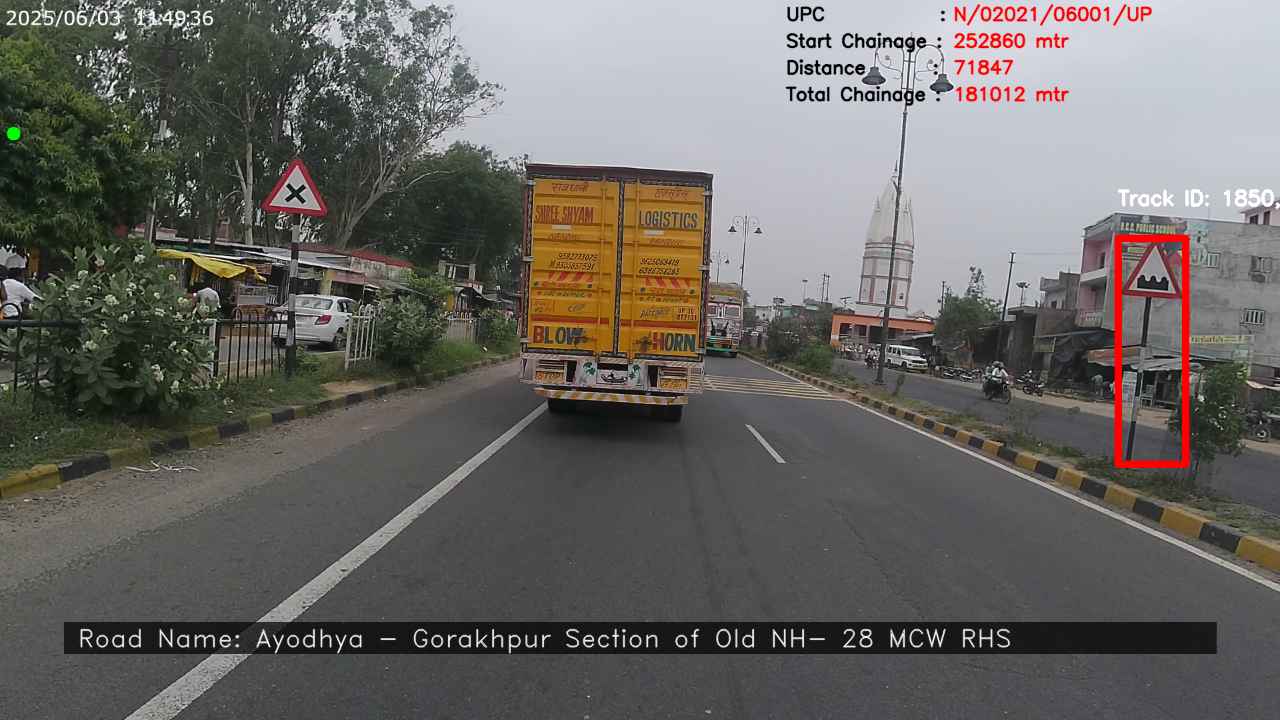 2025/06/03 11:49:36
UPC : N/02021/06001/UP
Start Chainage : 252860 mtr
Distance : 71847
Total Chainage : 181012 mtr
Track ID: 1850,
PUBLIC SCHOOL
SHREE SHYAM
LOGISTICS
BLOW
HORN
Road Name: Ayodhya - Gorakhpur Section of Old NH- 28 MCW RHS